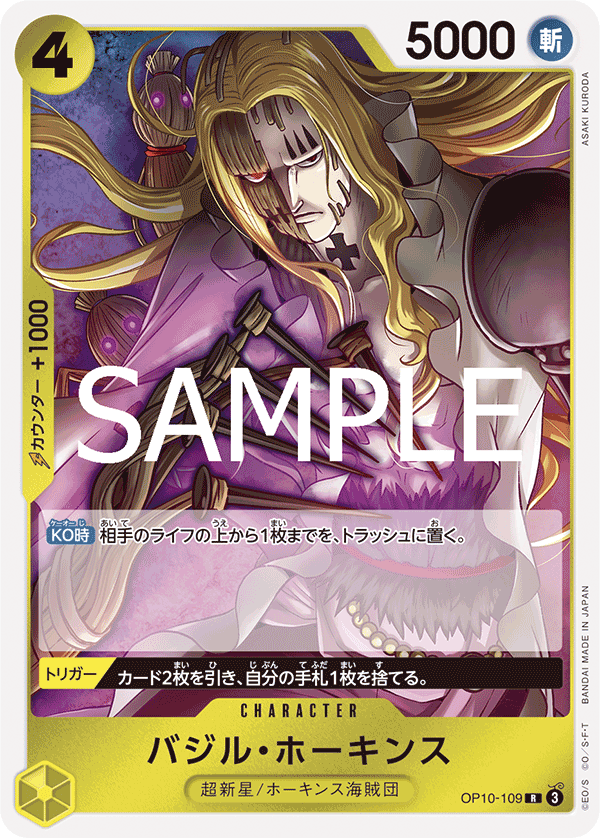 4
5000
斬
ASAKI KURODA
カウンター +1000
SAMPLE
KO時 相手のライフの上から1枚までを、トラッシュに置く。
トリガー カード2枚を引き、自分の手札1枚を捨てる。
CHARACTER
バジル・ホーキンス
超新星/ホーキンス海賊団
OP10-109 R 3
©E.O/S ©O/S・F・T BANDAI MADE IN JAPAN